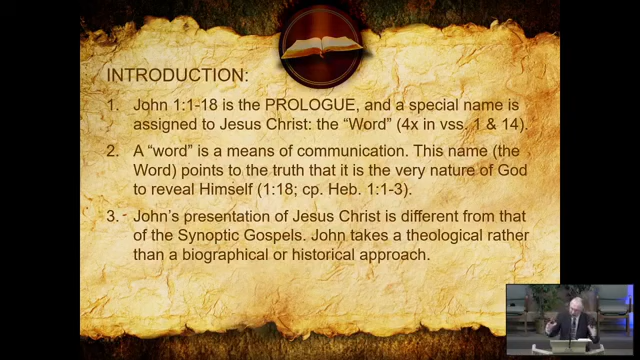 INTRODUCTION:
1. John 1:1-18 is the PROLOGUE, and a special name is
assigned to Jesus Christ: the “Word” (4x in vss. 1 & 14).
2. A “word” is a means of communication. This name (the
Word) points to the truth that it is the very nature of God
to reveal Himself (1:18; cp. Heb. 1:1-3).
3. John’s presentation of Jesus Christ is different from that
of the Synoptic Gospels. John takes a theological rather
than a biographical or historical approach.